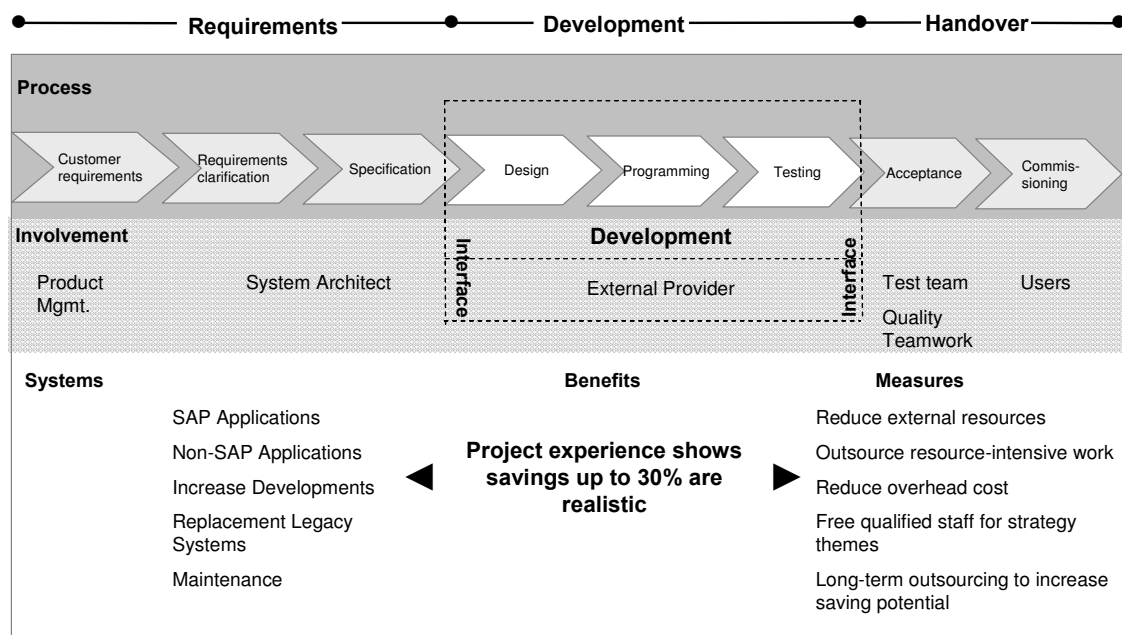 Requirements
Development
Handover
Process
Customer
requirements
Requirements
clarification
Specification
Design
Programming
Testing
Acceptance
Commis-
sioning
Involvement
Product
Mgmt.
System Architect
Interface
Development
External Provider
Interface
Test team
Quality
Teamwork
Users
Systems
SAP Applications
Non-SAP Applications
Increase Developments
Replacement Legacy
Systems
Maintenance
Benefits
Project experience shows
savings up to 30% are
realistic
Measures
Reduce external resources
Outsource resource-intensive work
Reduce overhead cost
Free qualified staff for strategy
themes
Long-term outsourcing to increase
saving potential